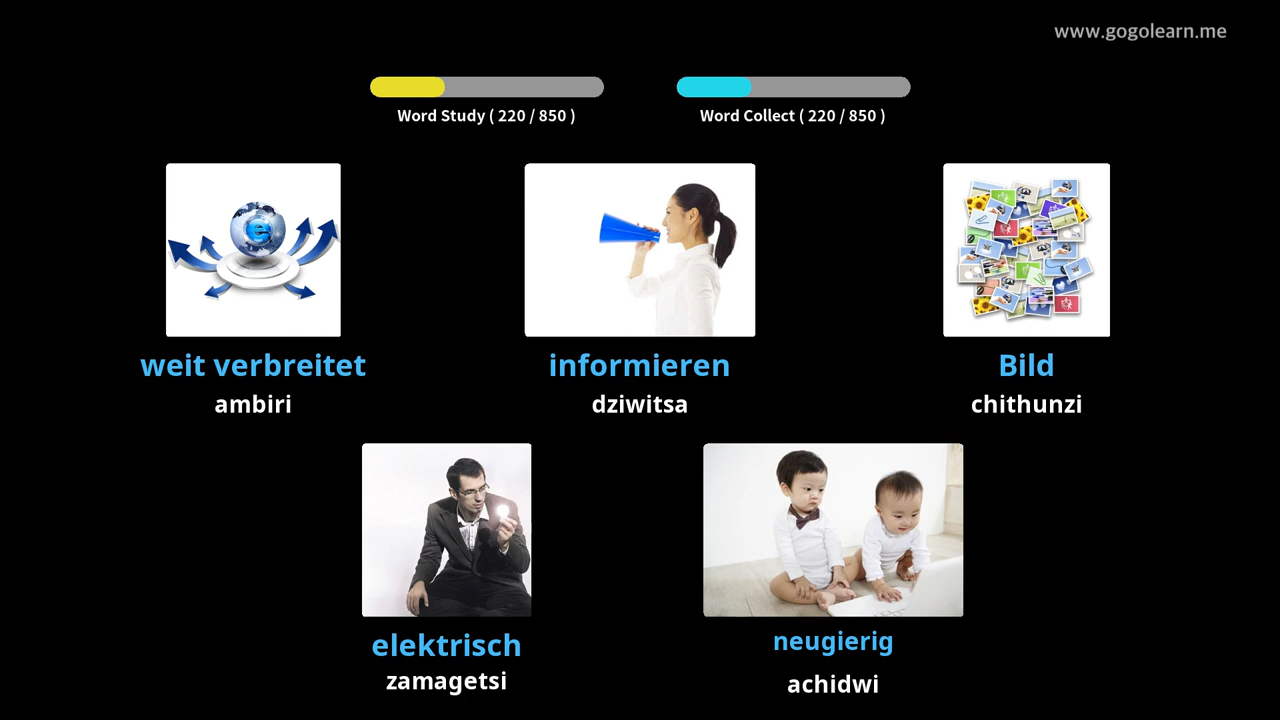 www.gogolearn.me
Word Study ( 220 / 850 )
Word Collect ( 220 / 850 )
e
weit verbreitet
informieren
Bild
ambiri
dziwitsa
chithunzi
elektrisch
neugierig
zamagetsi
achidwi